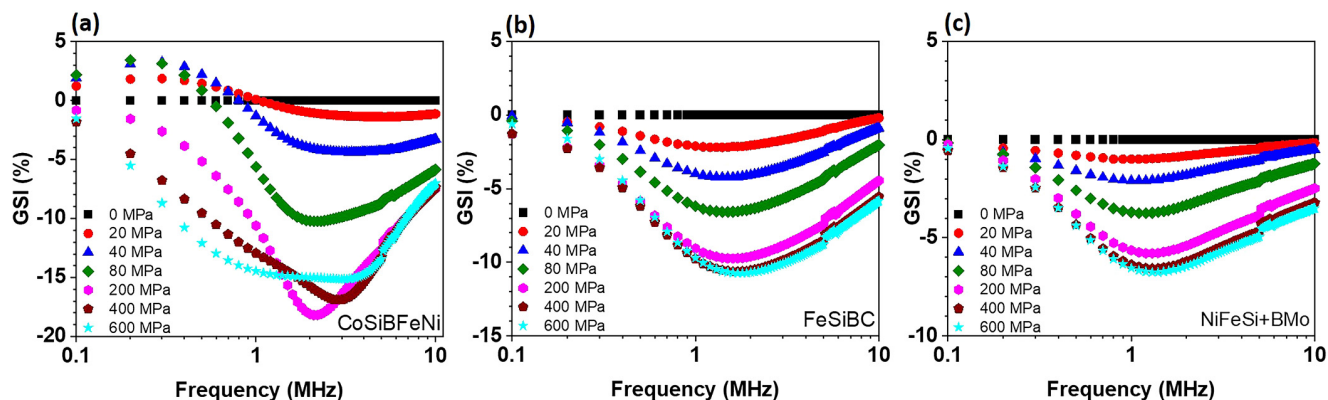 (a)
5
0
-5
-10
-15
-20
GSI (%)
0 MPa
20 MPa
40 MPa
80 MPa
200 MPa
400 MPa
600 MPa
CoSiBFeNi
0.1
1
10
Frequency (MHz)
(b)
5
0
-5
-10
-15
GSI (%)
0 MPa
20 MPa
40 MPa
80 MPa
200 MPa
400 MPa
600 MPa
FeSiBC
0.1
1
10
Frequency (MHz)
(c)
5
0
-5
-10
GSI (%)
0 MPa
20 MPa
40 MPa
80 MPa
200 MPa
400 MPa
600 MPa
NiFeSi+BMo
0.1
1
10
Frequency (MHz)